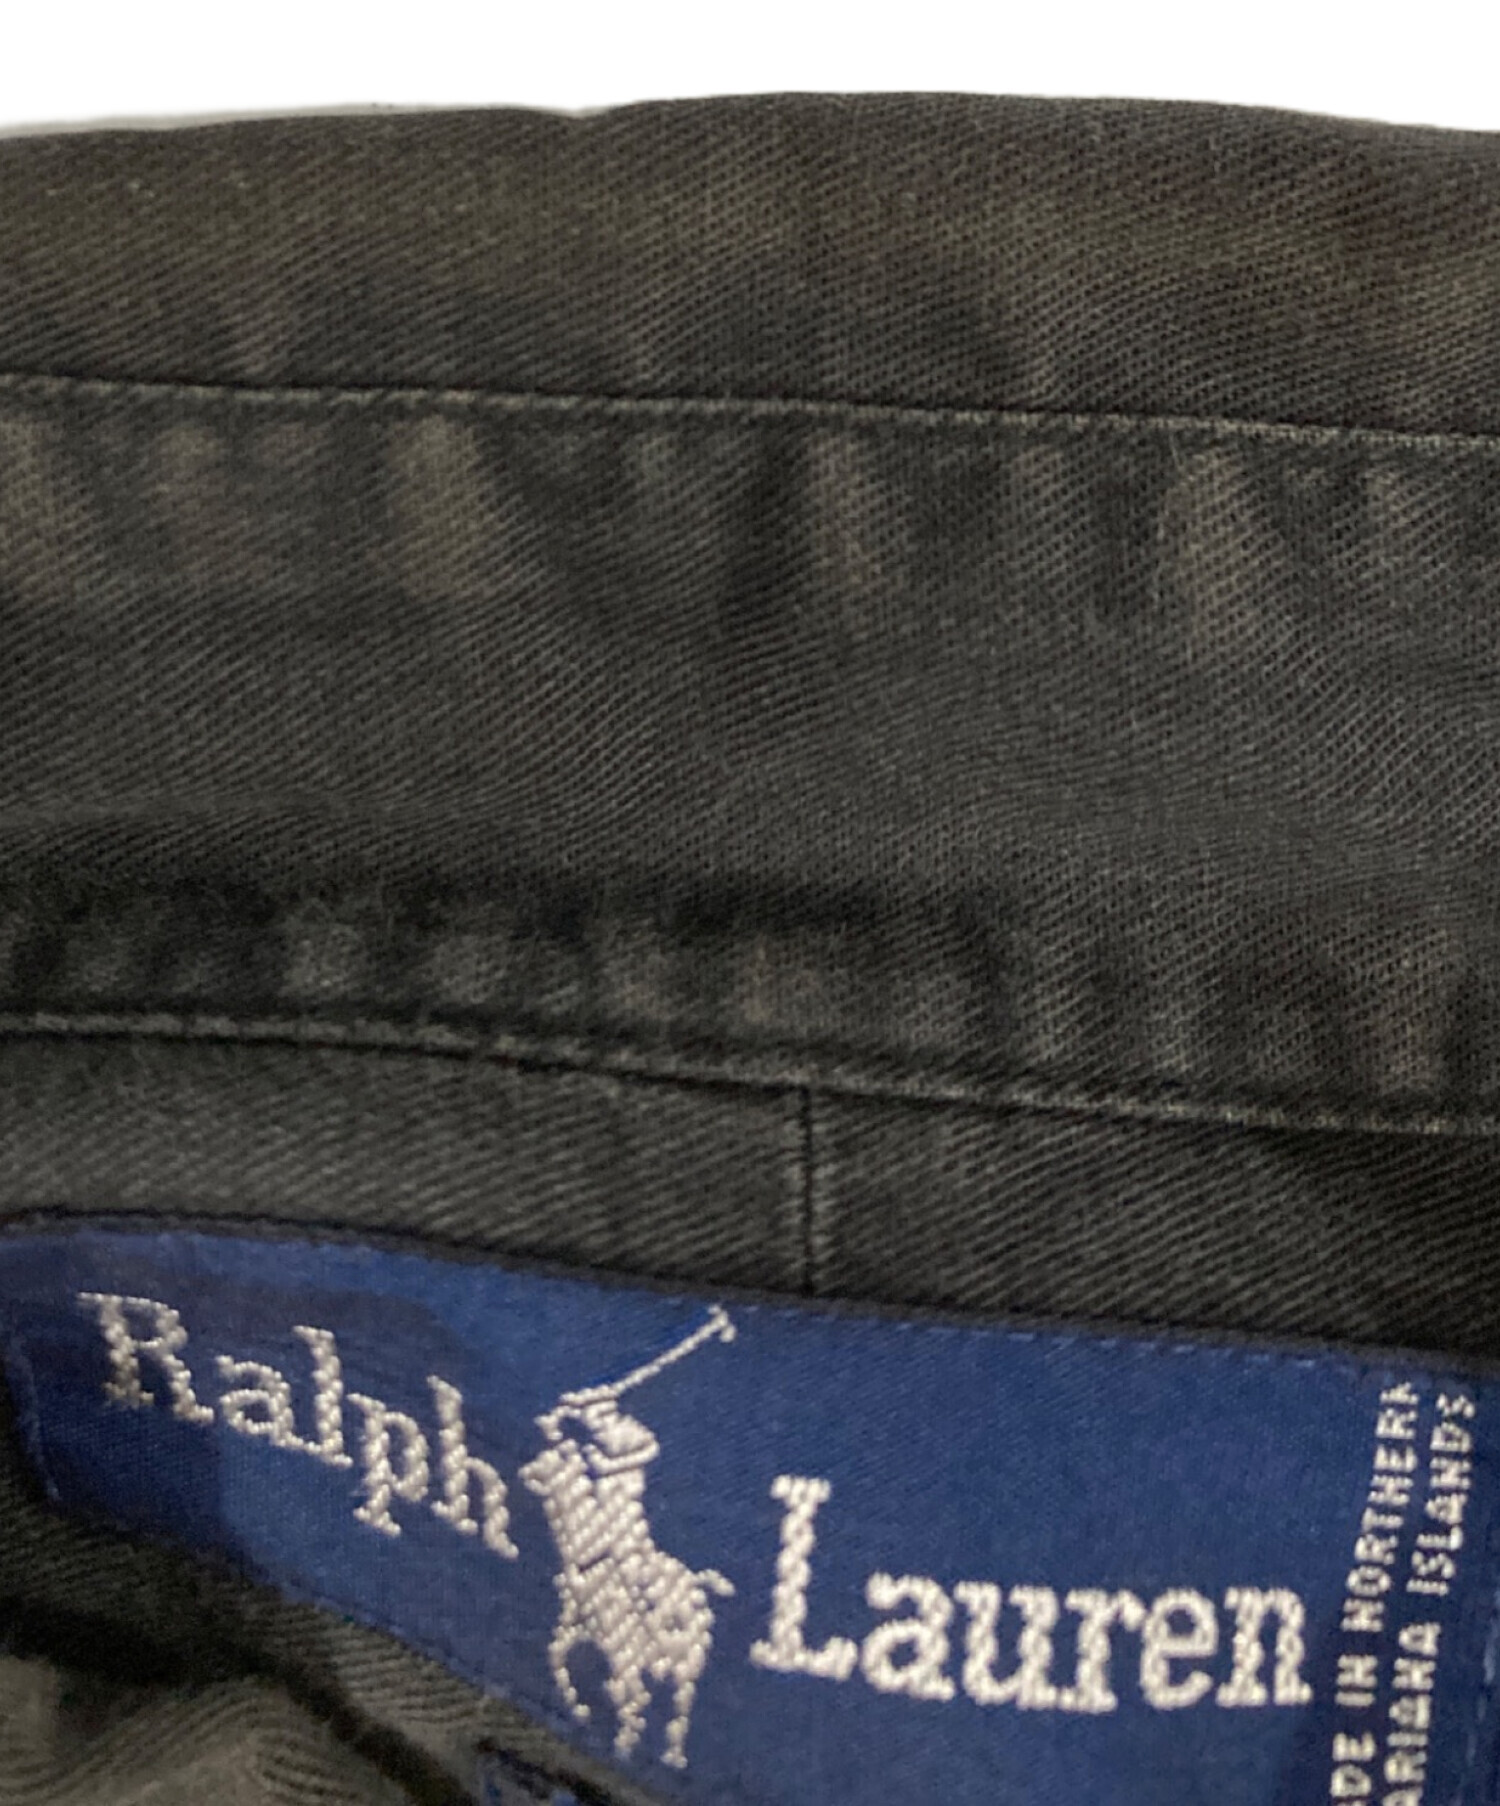 Ralph Lauren
MADE IN NORTHERN
MARIANA ISLANDS